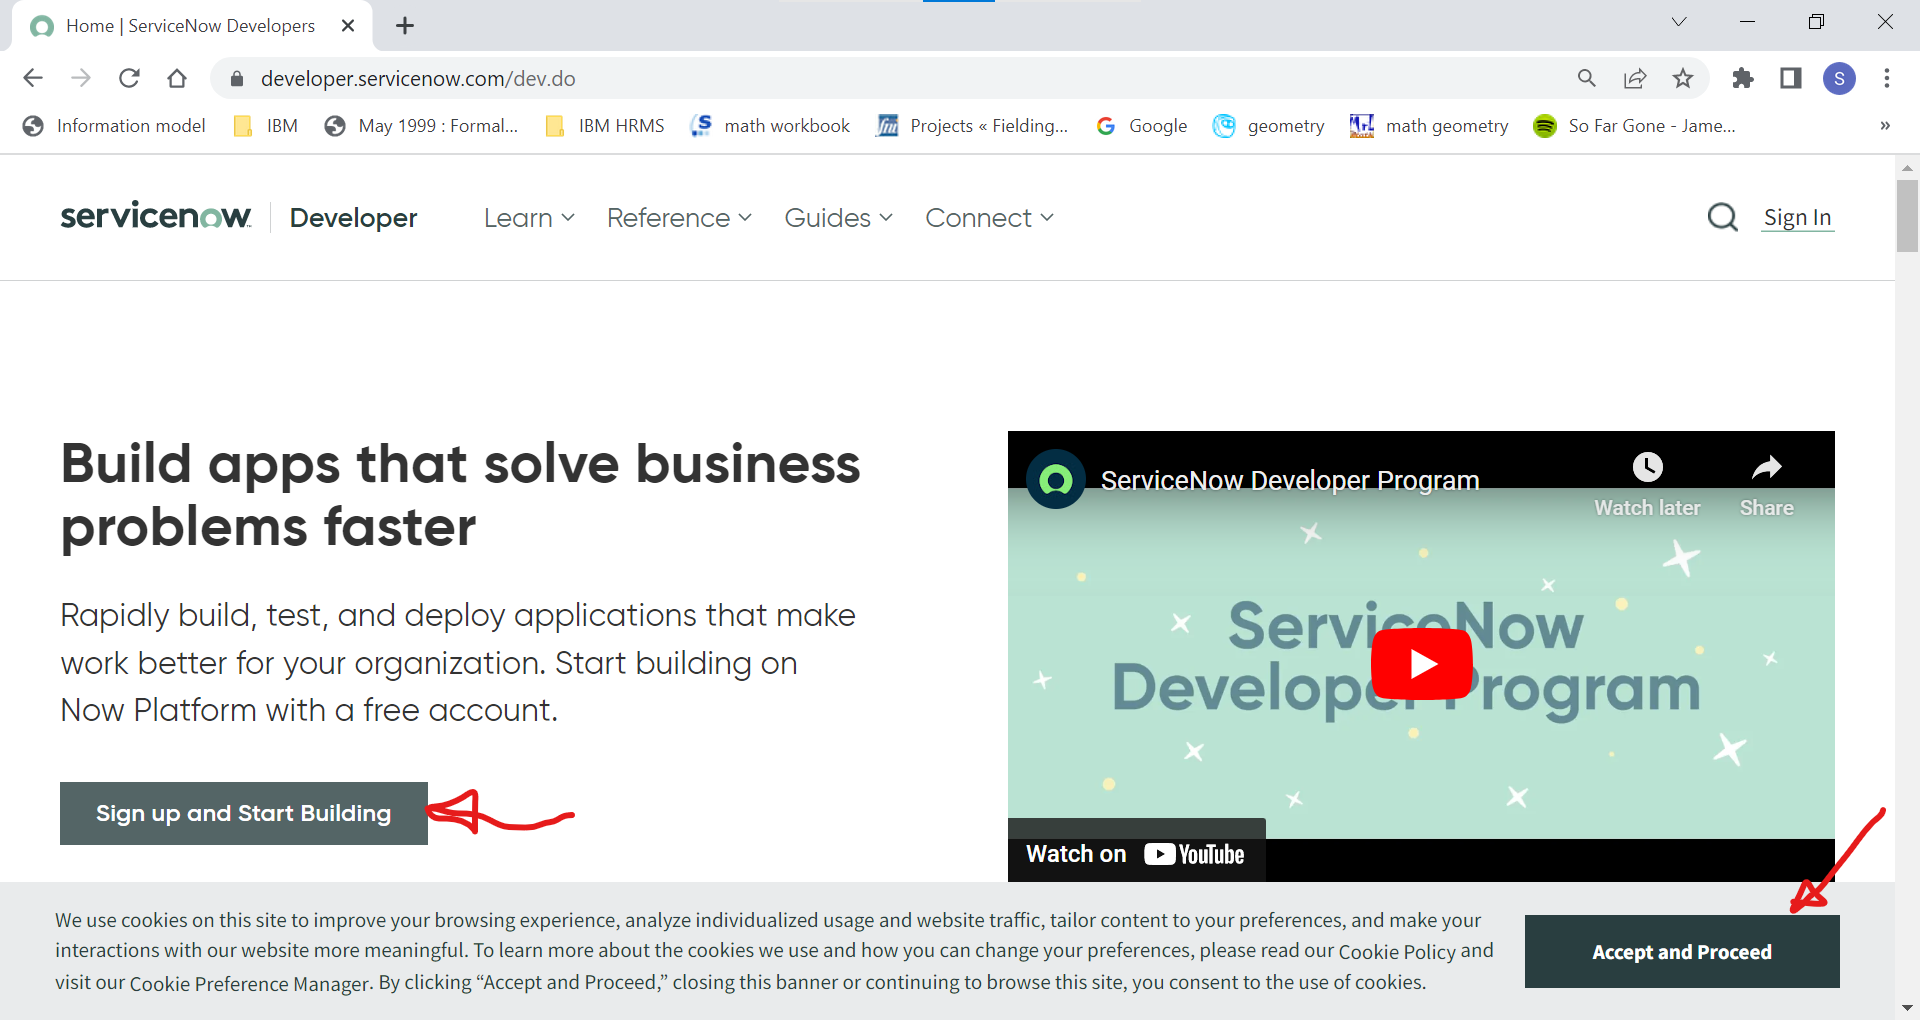 Home | ServiceNow Developers
developer.servicenow.com/dev.do
S
Information model IBM May 1999 : Formal... IBM HRMS math workbook Projects « Fielding... Google geometry math geometry So Far Gone - Jame... »
servicenow Developer Learn Reference Guides Connect Sign In
Build apps that solve business
problems faster
Rapidly build, test, and deploy applications that make
work better for your organization. Start building on
Now Platform with a free account.
Sign up and Start Building
ServiceNow Developer Program
Watch later Share
ServiceNow
Developer Program
Watch on YouTube
We use cookies on this site to improve your browsing experience, analyze individualized usage and website traffic, tailor content to your preferences, and make your
interactions with our website more meaningful. To learn more about the cookies we use and how you can change your preferences, please read our Cookie Policy and
visit our Cookie Preference Manager. By clicking “Accept and Proceed,” closing this banner or continuing to browse this site, you consent to the use of cookies.
Accept and Proceed